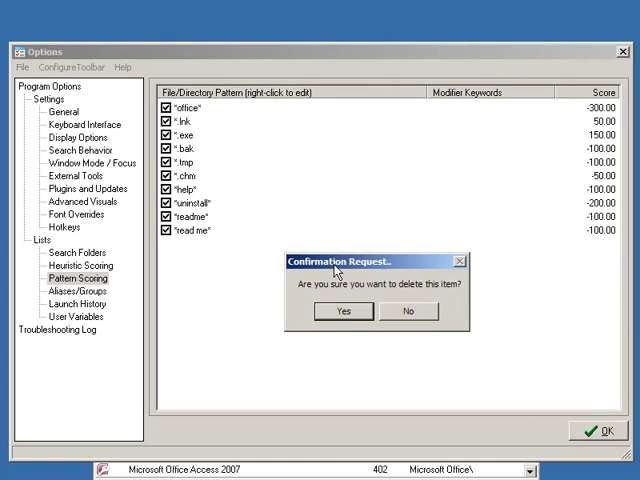 Options
File ConfigureToolbar Help
Program Options
Settings
General
Keyboard Interface
Display Options
Search Behavior
Window Mode / Focus
External Tools
Plugins and Updates
Advanced Visuals
Font Overrides
Hotkeys
Lists
Search Folders
Heuristic Scoring
Pattern Scoring
Aliases/Groups
Launch History
User Variables
Troubleshooting Log
File/Directory Pattern (right-click to edit) Modifier Keywords Score
*office* -300.00
*.lnk 50.00
*.exe 150.00
*.bak -100.00
*.tmp -100.00
*.chm -50.00
*help* -100.00
*uninstall* -200.00
*readme* -100.00
*read me* -100.00
Confirmation Request..
Are you sure you want to delete this item?
Yes No
OK
Microsoft Office Access 2007 402 Microsoft Office\